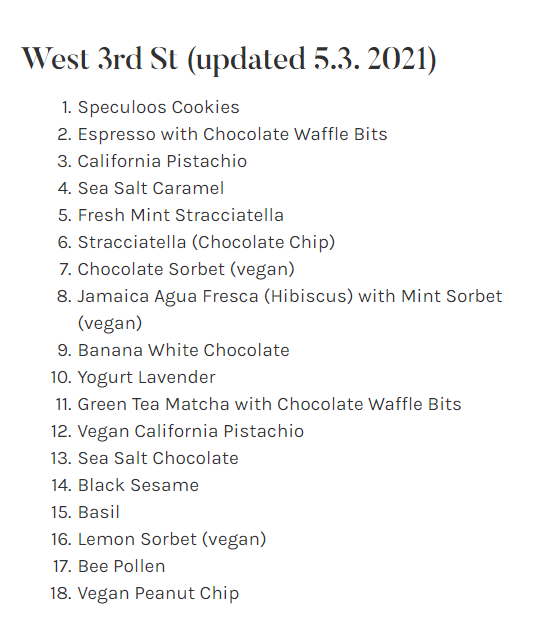 West 3rd St (updated 5.3. 2021)
1. Speculoos Cookies
2. Espresso with Chocolate Waffle Bits
3. California Pistachio
4. Sea Salt Caramel
5. Fresh Mint Stracciatella
6. Stracciatella (Chocolate Chip)
7. Chocolate Sorbet (vegan)
8. Jamaica Agua Fresca (Hibiscus) with Mint Sorbet
(vegan)
9. Banana White Chocolate
10. Yogurt Lavender
11. Green Tea Matcha with Chocolate Waffle Bits
12. Vegan California Pistachio
13. Sea Salt Chocolate
14. Black Sesame
15. Basil
16. Lemon Sorbet (vegan)
17. Bee Pollen
18. Vegan Peanut Chip